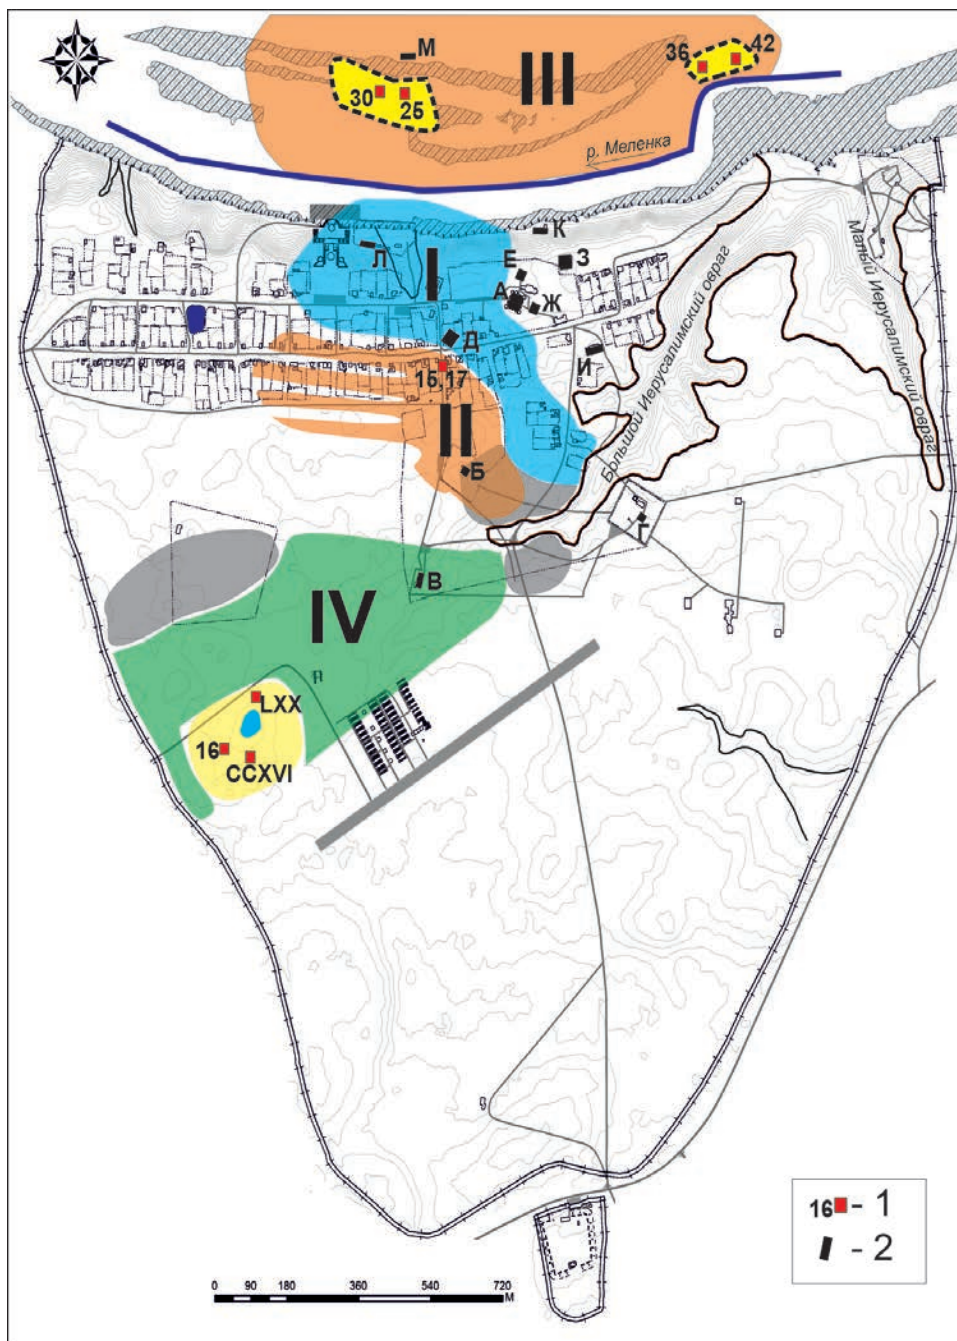 М
III
36
42
30
25
р. Меленка
К
Л
I
Е
З
А
Ж
Д
И
15,17
II
Б
Большой Иерусалимский овраг
Малый Иерусалимский овраг
Г
В
IV
LXX
16
CCXVI
16 - 1
- 2
0 90 180 360 540 720
М